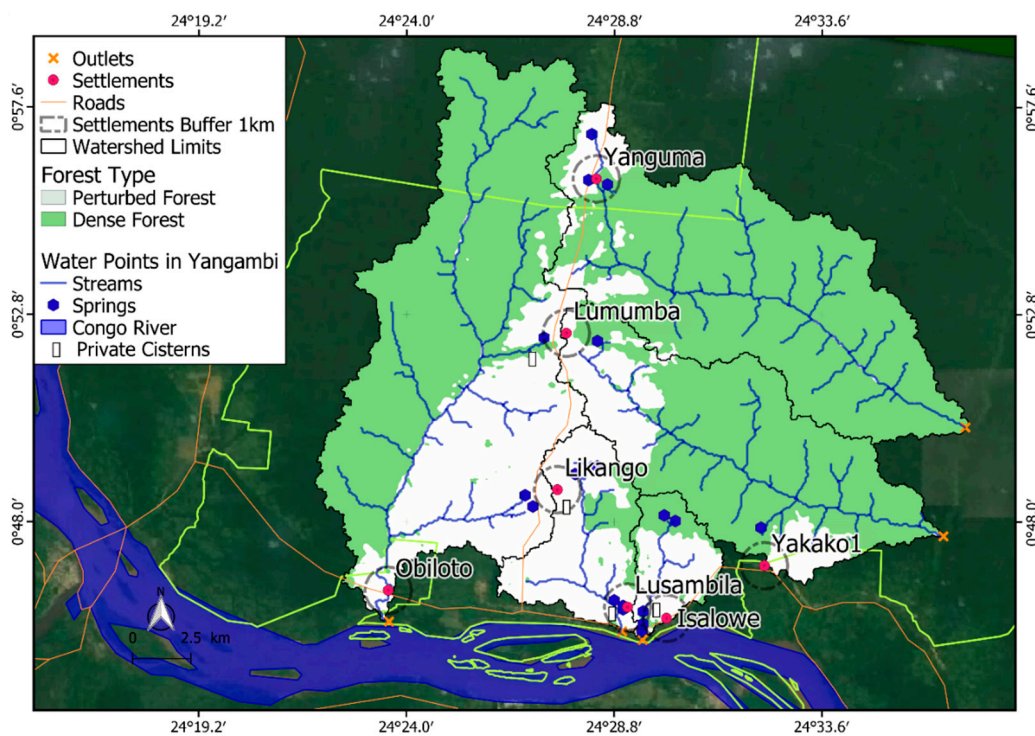 24°19.2′ 24°24.0′ 24°28.8′ 24°33.6′
Outlets
Settlements
Roads
Settlements Buffer 1km
Watershed Limits
Forest Type
Perturbed Forest
Dense Forest
Water Points in Yangambi
Streams
Springs
Congo River
Private Cisterns
0°57.6′ 0°57.6′
Yanguma
0°52.8′ 0°52.8′
Lumumba
Likango
0°48.0′ 0°48.0′
Yakako1
Obiloto
Lusambila
Isalowe
N
0 2.5 km
24°19.2′ 24°24.0′ 24°28.8′ 24°33.6′